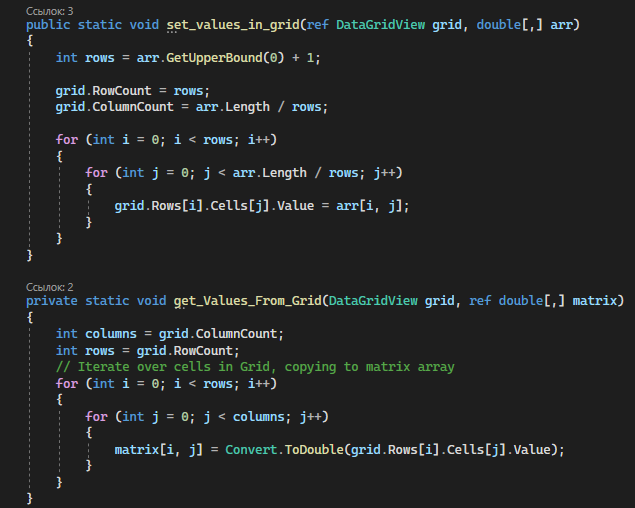 Ссылок: 3
public static void set_values_in_grid(ref DataGridView grid, double[,] arr)
{
int rows = arr.GetUpperBound(0) + 1;
grid.RowCount = rows;
grid.ColumnCount = arr.Length / rows;
for (int i = 0; i < rows; i++)
{
for (int j = 0; j < arr.Length / rows; j++)
{
grid.Rows[i].Cells[j].Value = arr[i, j];
}
}
}
Ссылок: 2
private static void get_Values_From_Grid(DataGridView grid, ref double[,] matrix)
{
int columns = grid.ColumnCount;
int rows = grid.RowCount;
// Iterate over cells in Grid, copying to matrix array
for (int i = 0; i < rows; i++)
{
for (int j = 0; j < columns; j++)
{
matrix[i, j] = Convert.ToDouble(grid.Rows[i].Cells[j].Value);
}
}
}